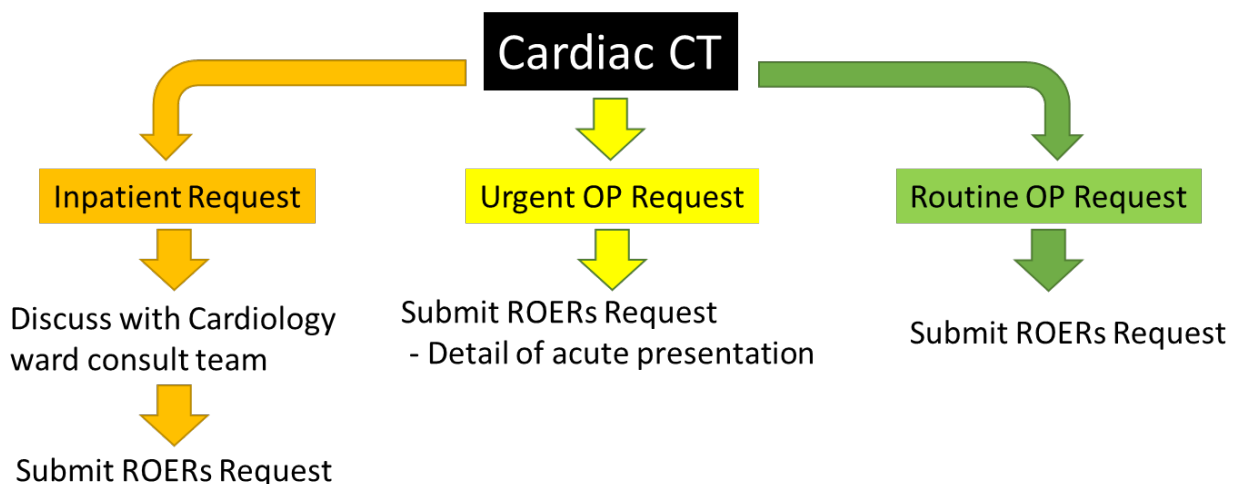 Cardiac CT
Inpatient Request
Urgent OP Request
Routine OP Request
Discuss with Cardiology
ward consult team
Submit ROERs Request
Submit ROERs Request
- Detail of acute presentation
Submit ROERs Request